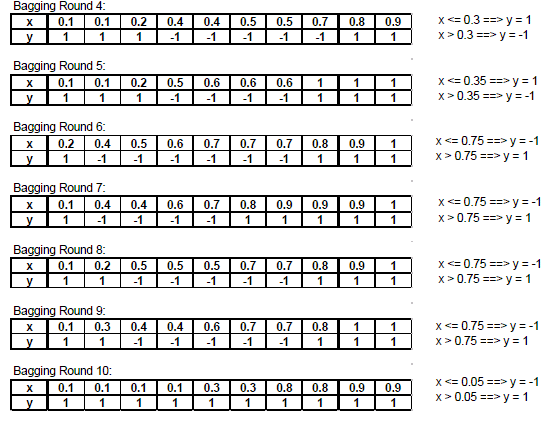 Bagging Round 4:
x 0.1 0.1 0.2 0.4 0.4 0.5 0.5 0.7 0.8 0.9 x <= 0.3 ==> y = 1
y 1 1 1 -1 -1 -1 -1 -1 1 1 x > 0.3 ==> y = -1
Bagging Round 5:
x 0.1 0.1 0.2 0.5 0.6 0.6 0.6 1 1 1 x <= 0.35 ==> y = 1
y 1 1 1 -1 -1 -1 -1 1 1 1 x > 0.35 ==> y = -1
Bagging Round 6:
x 0.2 0.4 0.5 0.6 0.7 0.7 0.7 0.8 0.9 1 x <= 0.75 ==> y = -1
y 1 -1 -1 -1 -1 -1 -1 1 1 1 x > 0.75 ==> y = 1
Bagging Round 7:
x 0.1 0.4 0.4 0.6 0.7 0.8 0.9 0.9 0.9 1 x <= 0.75 ==> y = -1
y 1 -1 -1 -1 -1 1 1 1 1 1 x > 0.75 ==> y = 1
Bagging Round 8:
x 0.1 0.2 0.5 0.5 0.5 0.7 0.7 0.8 0.9 1 x <= 0.75 ==> y = -1
y 1 1 -1 -1 -1 -1 -1 1 1 1 x > 0.75 ==> y = 1
Bagging Round 9:
x 0.1 0.3 0.4 0.4 0.6 0.7 0.7 0.8 1 1 x <= 0.75 ==> y = -1
y 1 1 -1 -1 -1 -1 -1 1 1 1 x > 0.75 ==> y = 1
Bagging Round 10:
x 0.1 0.1 0.1 0.1 0.3 0.3 0.8 0.8 0.9 0.9 x <= 0.05 ==> y = -1
y 1 1 1 1 1 1 1 1 1 1 x > 0.05 ==> y = 1